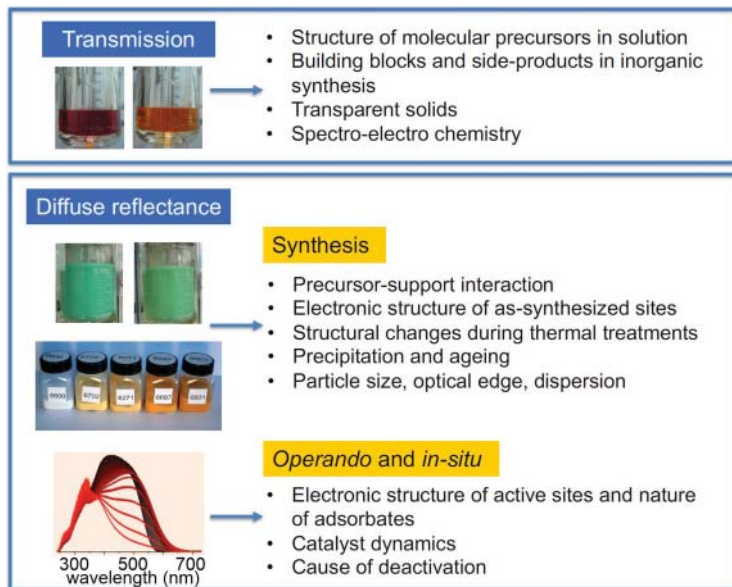 Transmission
• Structure of molecular precursors in solution
• Building blocks and side-products in inorganic
synthesis
• Transparent solids
• Spectro-electro chemistry
Diffuse reflectance
Synthesis
• Precursor-support interaction
• Electronic structure of as-synthesized sites
• Structural changes during thermal treatments
• Precipitation and ageing
• Particle size, optical edge, dispersion
6702 6271 6667
Operando and in-situ
• Electronic structure of active sites and nature
of adsorbates
• Catalyst dynamics
• Cause of deactivation
300 500 700
wavelength (nm)